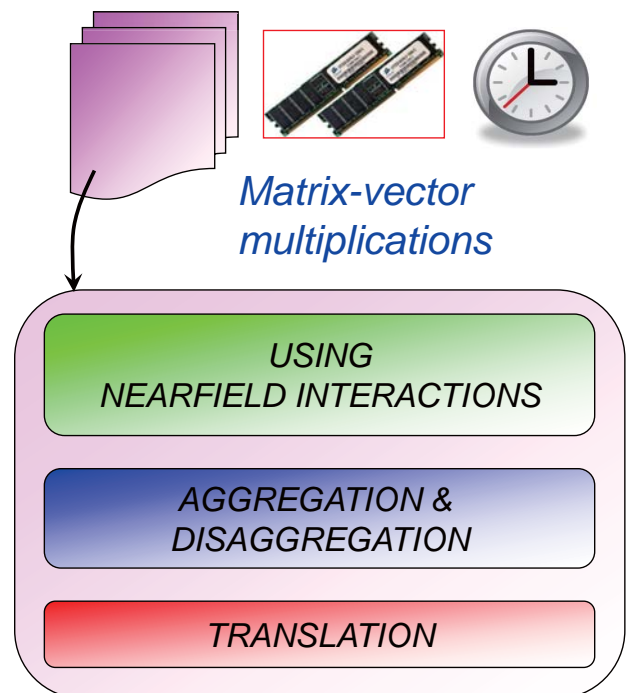 Matrix-vector
multiplications
USING
NEARFIELD INTERACTIONS
AGGREGATION &
DISAGGREGATION
TRANSLATION